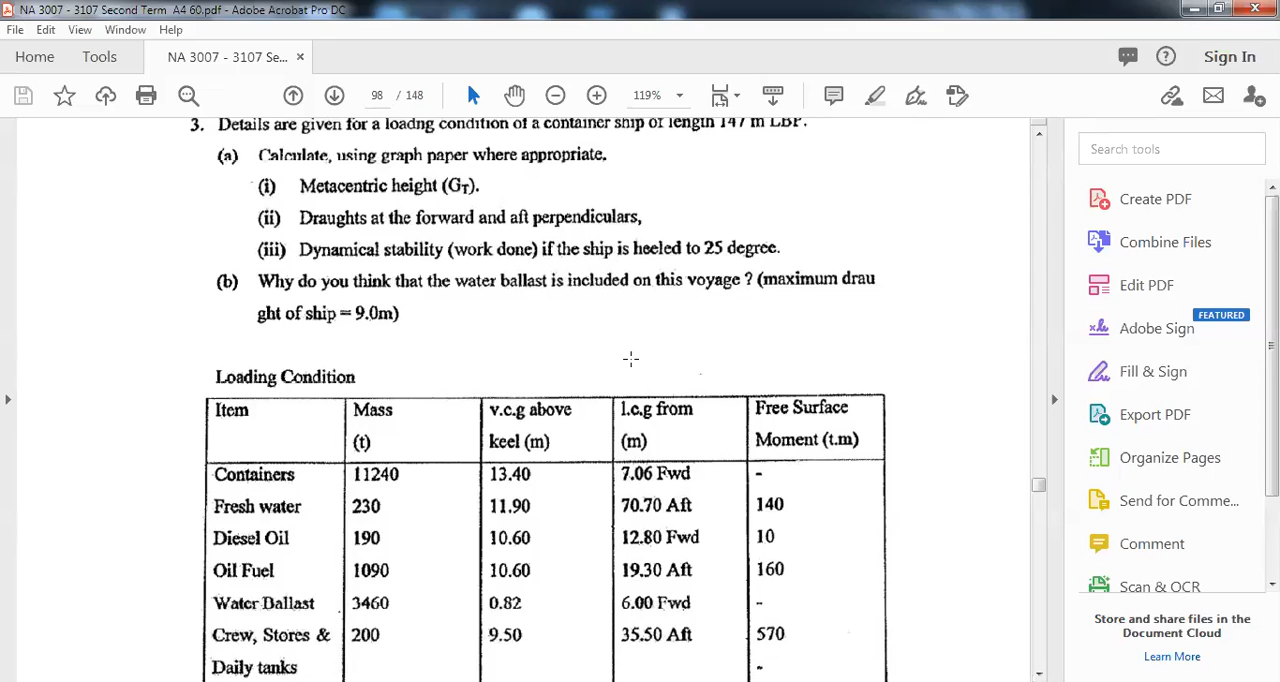 NA 3007 - 3107 Second Term A4 60.pdf - Adobe Acrobat Pro DC
File Edit View Window Help
Home Tools NA 3007 - 3107 Se... × Sign In
98 / 148 119%
3. Details are given for a loadng condition of a container ship of length 147 m LBP.
(a) Calculate, using graph paper where appropriate.
(i) Metacentric height (GT).
(ii) Draughts at the forward and aft perpendiculars,
(iii) Dynamical stability (work done) if the ship is heeled to 25 degree.
(b) Why do you think that the water ballast is included on this voyage ? (maximum drau
ght of ship = 9.0m)
Loading Condition
Item Mass v.c.g above l.c.g from Free Surface
(t) keel (m) (m) Moment (t.m)
Containers 11240 13.40 7.06 Fwd -
Fresh water 230 11.90 70.70 Aft 140
Diesel Oil 190 10.60 12.80 Fwd 10
Oil Fuel 1090 10.60 19.30 Aft 160
Water Ballast 3460 0.82 6.00 Fwd -
Crew, Stores & 200 9.50 35.50 Aft 570
Daily tanks -
Search tools
Create PDF
Combine Files
Edit PDF
FEATURED
Adobe Sign
Fill & Sign
Export PDF
Organize Pages
Send for Comme...
Comment
Scan & OCR
Store and share files in the
Document Cloud
Learn More